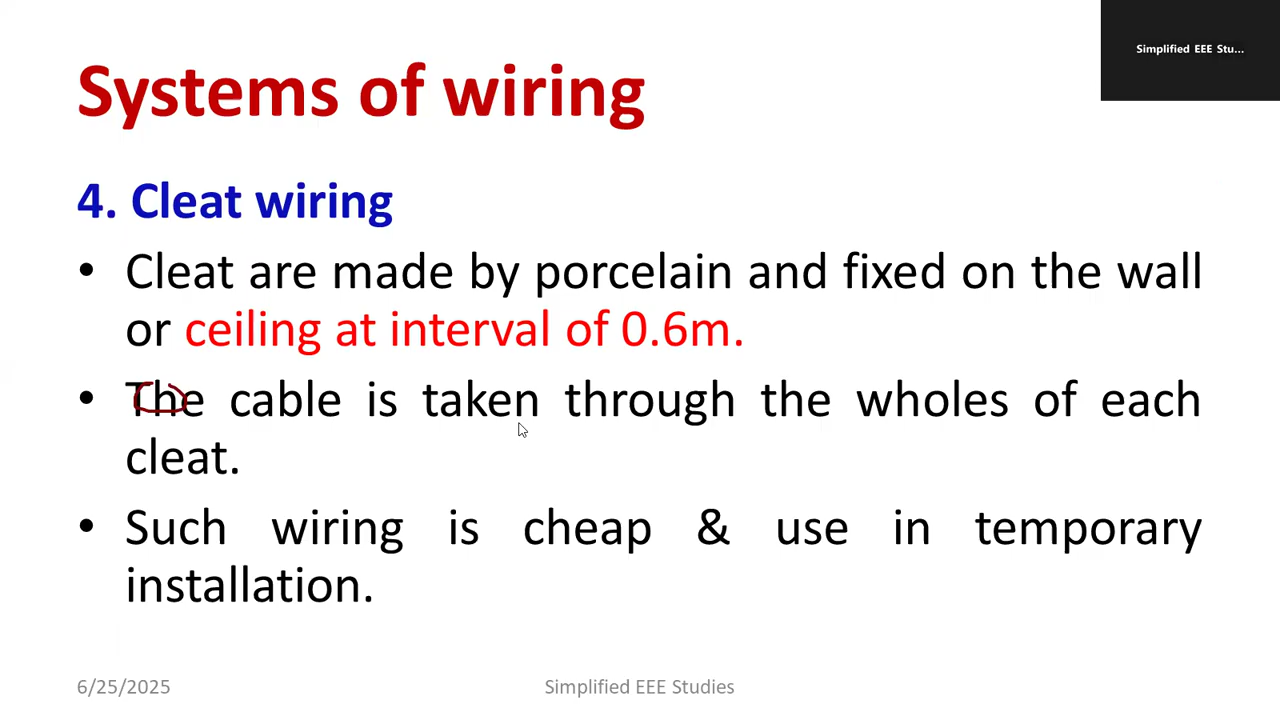 Simplified EEE Stu...
Systems of wiring
4. Cleat wiring
• Cleat are made by porcelain and fixed on the wall
or ceiling at interval of 0.6m.
• The cable is taken through the wholes of each
cleat.
• Such wiring is cheap & use in temporary
installation.
6/25/2025
Simplified EEE Studies